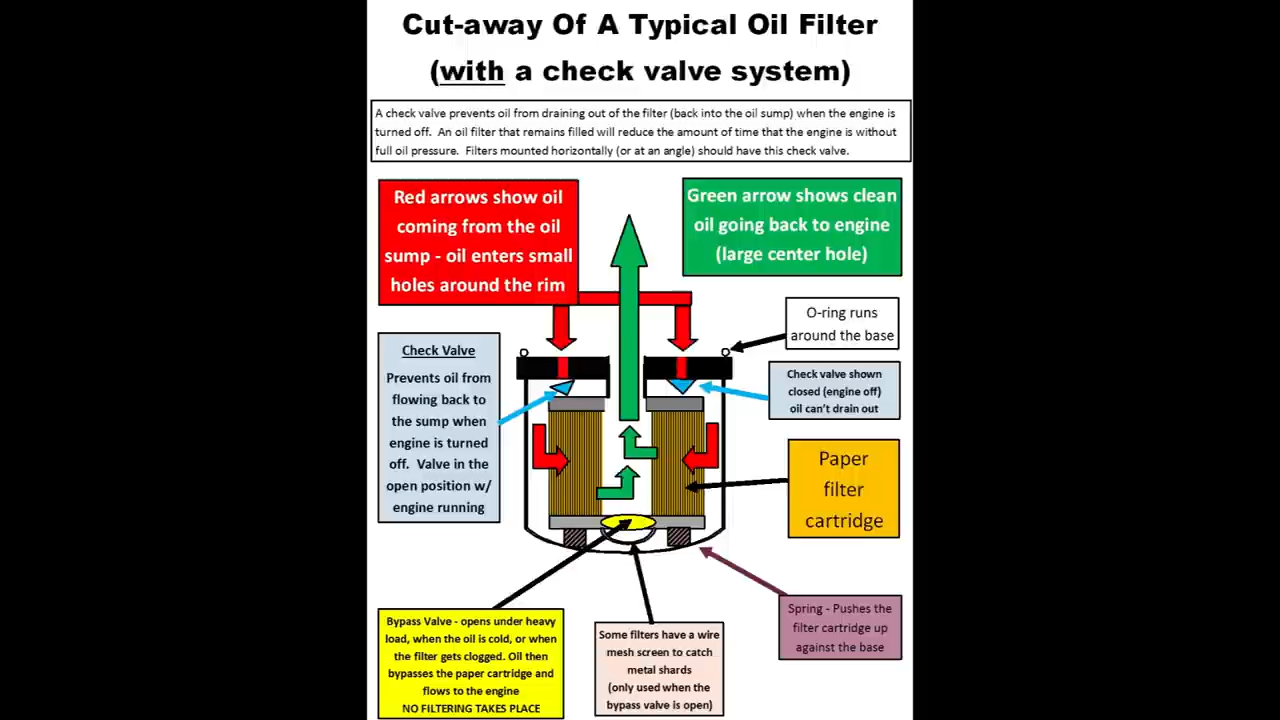 Cut-away Of A Typical Oil Filter
(with a check valve system)
A check valve prevents oil from draining out of the filter (back into the oil sump) when the engine is
turned off. An oil filter that remains filled will reduce the amount of time that the engine is without
full oil pressure. Filters mounted horizontally (or at an angle) should have this check valve.
Red arrows show oil
coming from the oil
sump - oil enters small
holes around the rim
Green arrow shows clean
oil going back to engine
(large center hole)
O-ring runs
around the base
Check Valve
Prevents oil from
flowing back to
the sump when
engine is turned
off. Valve in the
open position w/
engine running
Check valve shown
closed (engine off)
oil can't drain out
Paper
filter
cartridge
Spring - Pushes the
filter cartridge up
against the base
Bypass Valve - opens under heavy
load, when the oil is cold, or when
the filter gets clogged. Oil then
bypasses the paper cartridge and
flows to the engine
NO FILTERING TAKES PLACE
Some filters have a wire
mesh screen to catch
metal shards
(only used when the
bypass valve is open)